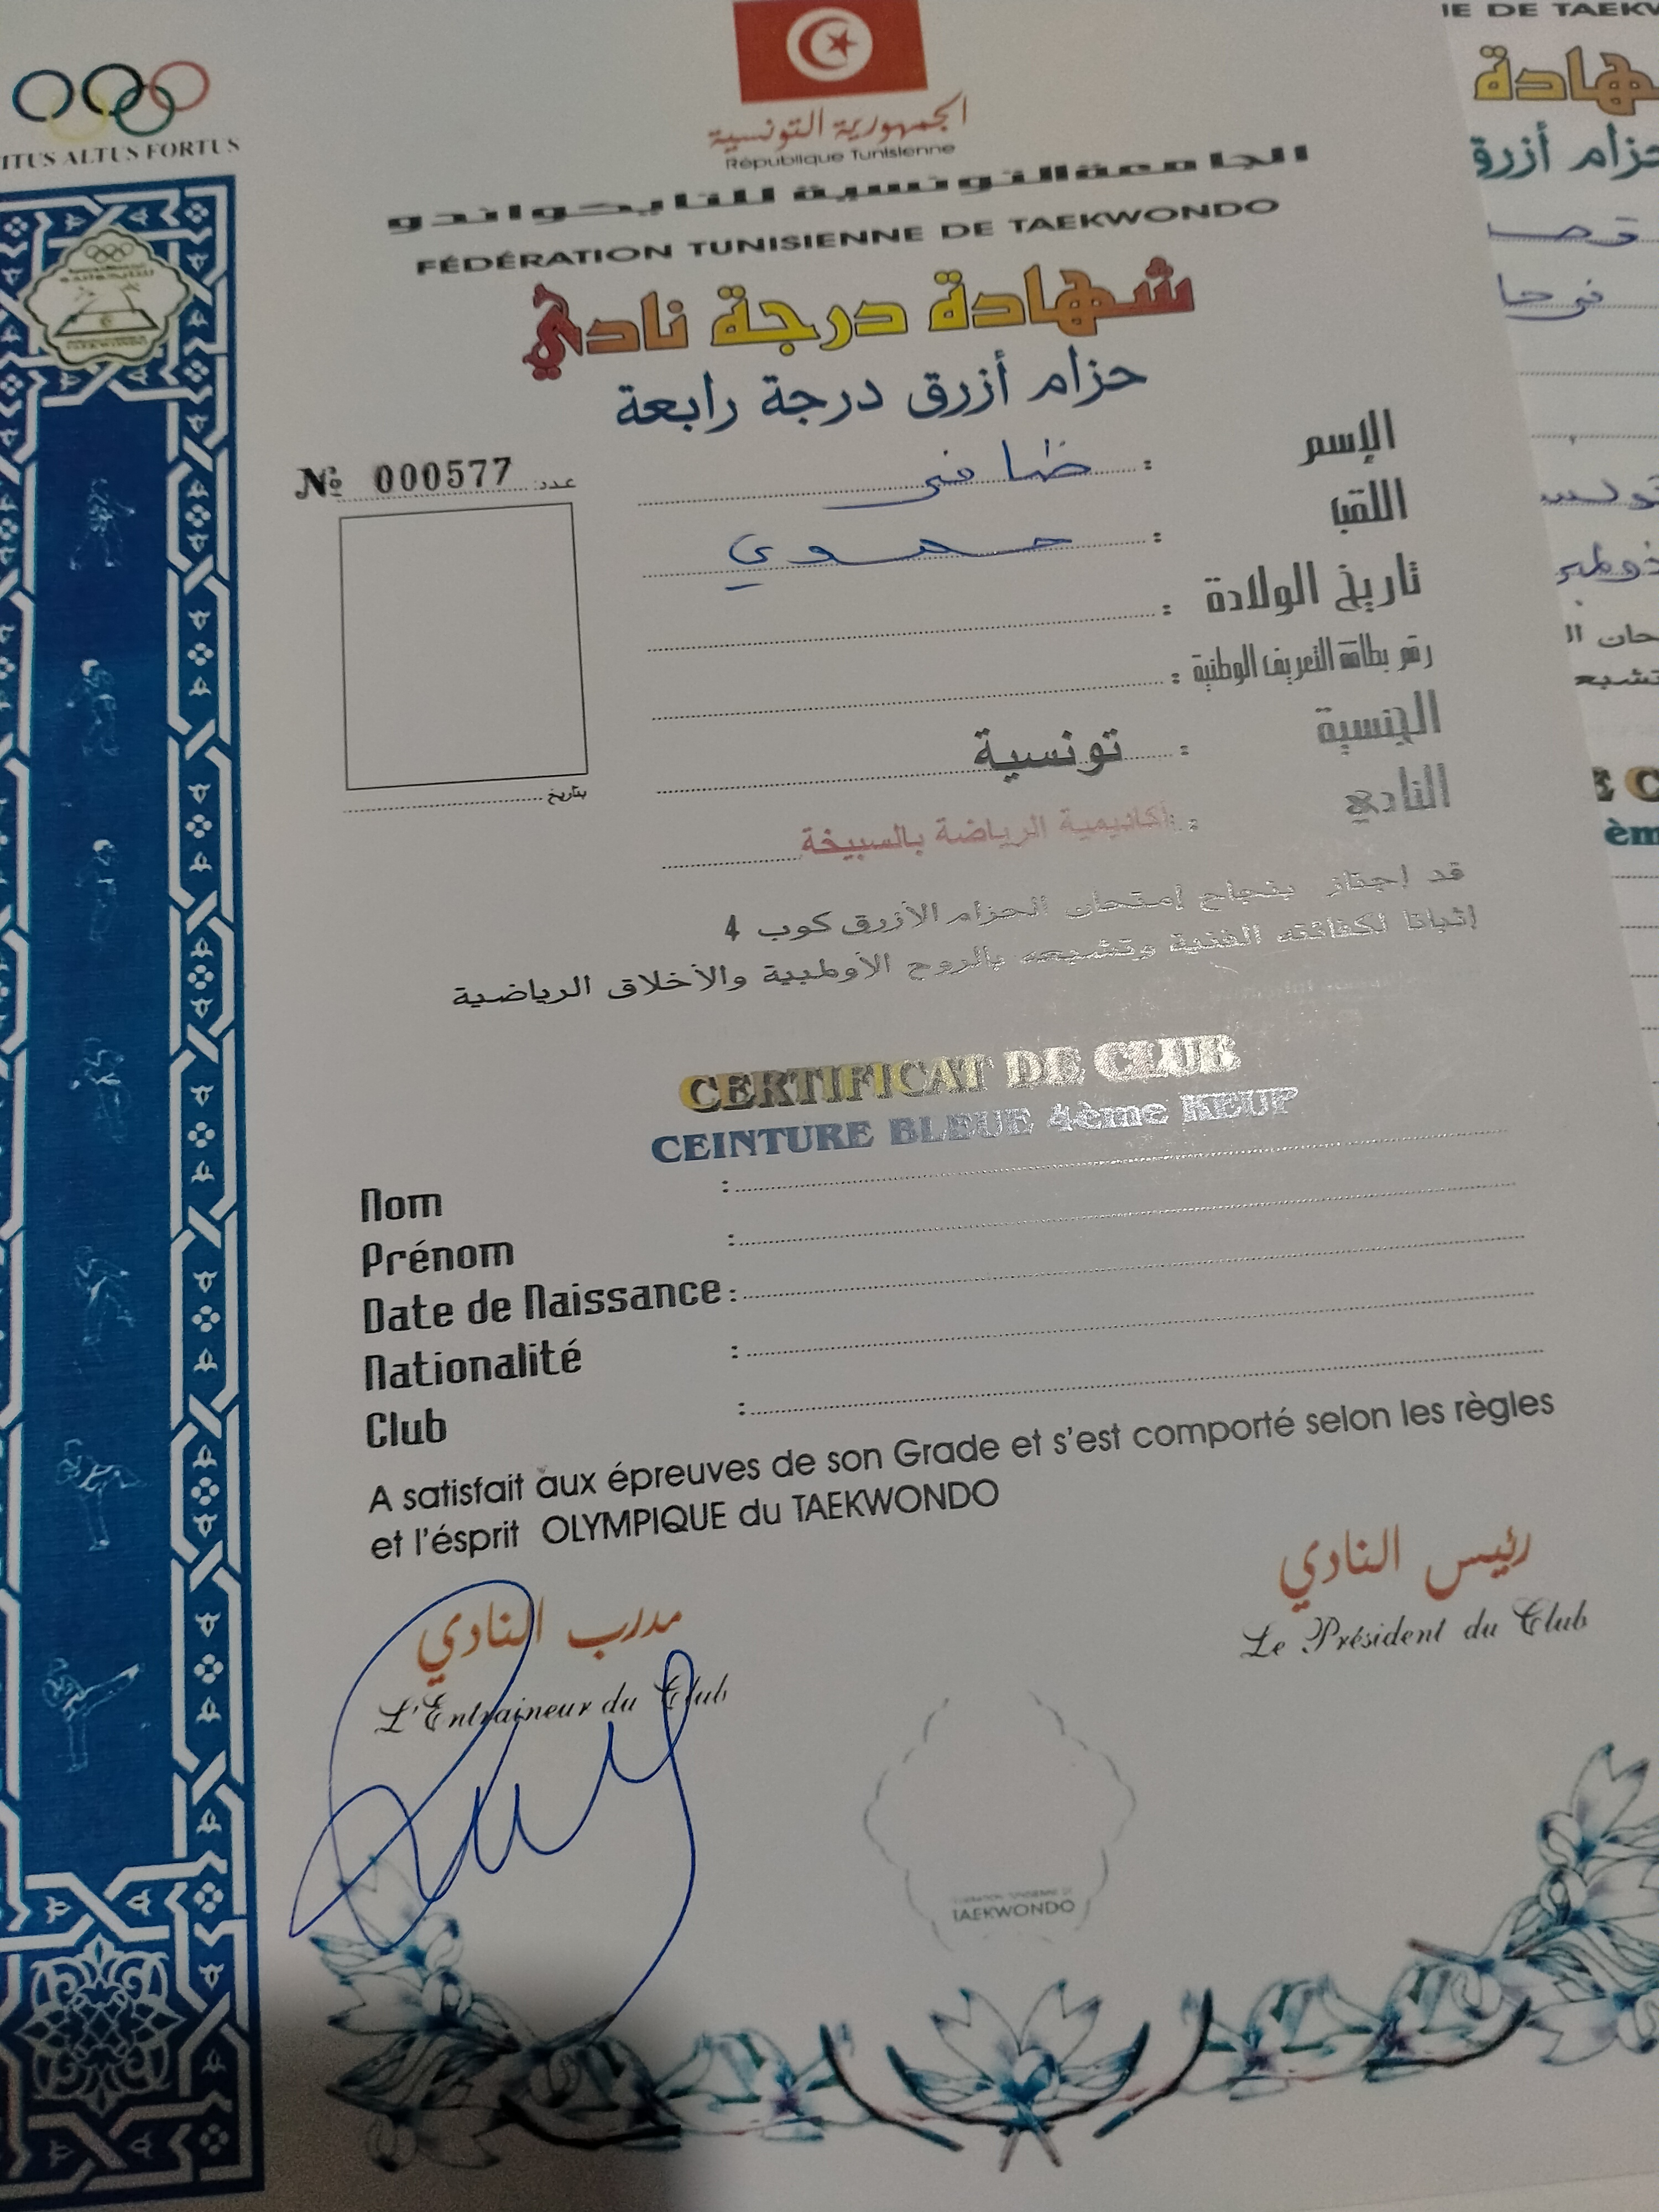 الجمهورية التونسية
République Tunisienne
ALTUS FORTUS
الجامعة التونسية للتايكواندو
FÉDÉRATION TUNISIENNE DE TAEKWONDO
شهادة درجة نادي
حزام أزرق درجة رابعة
№ 000577 عدد:
الإسم :
اللقب :
تاريخ الولادة :
رقم بطاقة التعريف الوطنية :
الجنسية : تونسية
النادي : أكاديمية الرياضة بالسبيخة
بتاريخ
قد إجتاز بنجاح إمتحان الحزام الأزرق كوب 4
إثباتا لكفائته الفنية وتشبعه بالروح الأولمبية والأخلاق الرياضية
CERTIFICAT DE CLUB
CEINTURE BLEUE 4ème KEUP
Nom :
Prénom :
Date de Naissance :
Nationalité :
Club :
A satisfait aux épreuves de son Grade et s'est comporté selon les règles
et l'ésprit OLYMPIQUE du TAEKWONDO
رئيس النادي
Le Président du Club
مدرب النادي
L'Entraineur du Club
TAEKWONDO
حزام أزرق